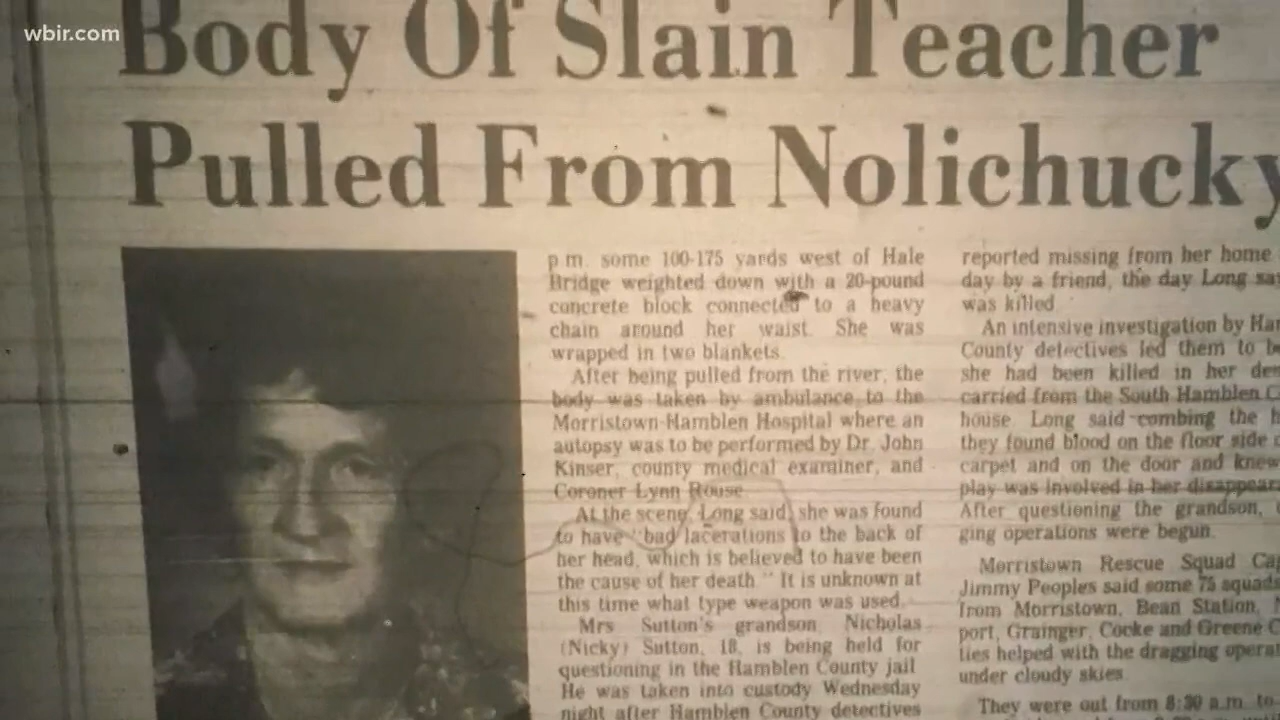 wbir.com
Body Of Slain Teacher
Pulled From Nolichucky
p.m. some 100-175 yards west of Hale
Bridge weighted down with a 20-pound
concrete block connected to a heavy
chain around her waist. She was
wrapped in two blankets.
After being pulled from the river, the
body was taken by ambulance to the
Morristown-Hamblen Hospital where an
autopsy was to be performed by Dr. John
Kinser, county medical examiner, and
Coroner Lynn Rouse.
At the scene, Long said, she was found
to have "bad lacerations to the back of
her head, which is believed to have been
the cause of her death." It is unknown at
this time what type weapon was used.
Mrs. Sutton's grandson, Nicholas
(Nicky) Sutton, 18, is being held for
questioning in the Hamblen County jail.
He was taken into custody Wednesday
night after Hamblen County detectives
reported missing from her home
day by a friend, the day Long sa
was killed.
An intensive investigation by Ha
County detectives led them to b
she had been killed in her de
carried from the South Hamblen C
house. Long said combing the h
they found blood on the floor side
carpet and on the door and knew
play was involved in her disappear
After questioning the grandson,
ging operations were begun.
Morristown Rescue Squad Ca
Jimmy Peoples said some 75 squads
from Morristown, Bean Station,
port, Grainger, Cocke and Greene C
ties helped with the dragging opera
under cloudy skies.
They were out from 8:30 a.m. to